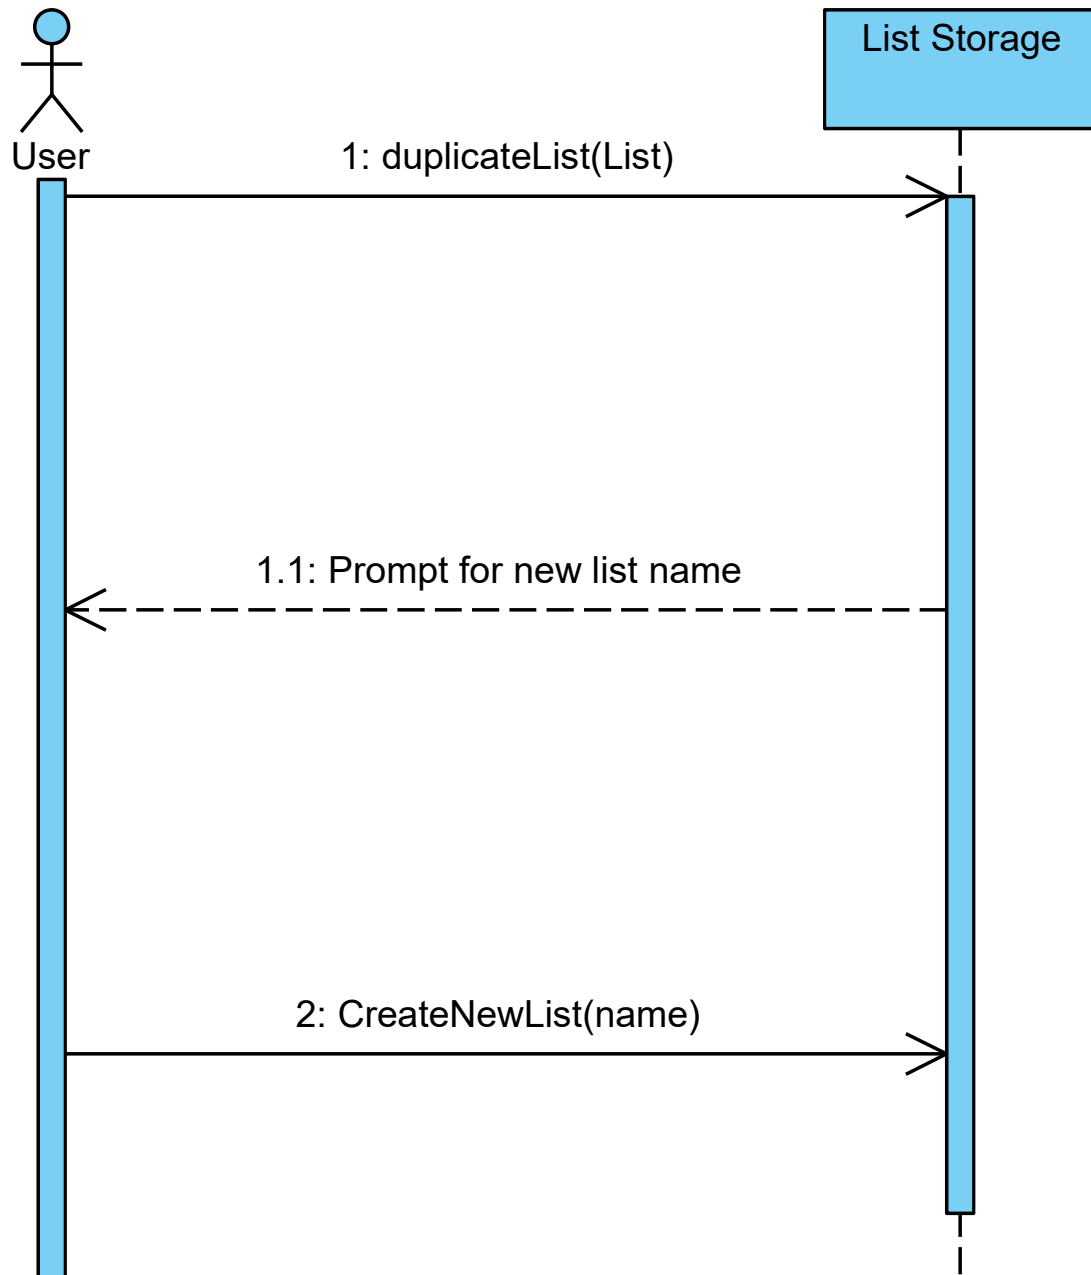 List Storage
User
1: duplicateList(List)
1.1: Prompt for new list name
2: CreateNewList(name)